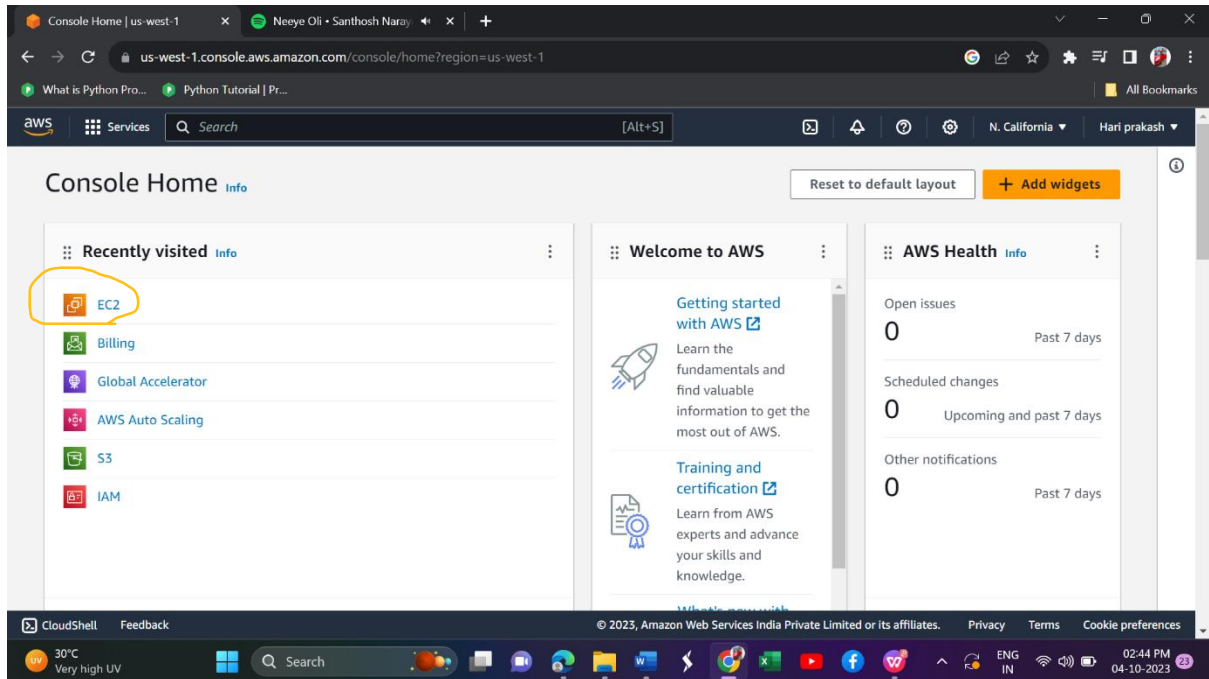 Console Home | us-west-1
Neeye Oli • Santhosh Naray
us-west-1.console.aws.amazon.com/console/home?region=us-west-1
What is Python Pro...
Python Tutorial | Pr...
All Bookmarks
aws
Services
Search
[Alt+S]
N. California
Hari prakash
Console Home Info
Reset to default layout
+ Add widgets
Recently visited Info
EC2
Billing
Global Accelerator
AWS Auto Scaling
S3
IAM
Welcome to AWS
Getting started
with AWS
Learn the
fundamentals and
find valuable
information to get the
most out of AWS.
Training and
certification
Learn from AWS
experts and advance
your skills and
knowledge.
AWS Health Info
Open issues
0
Past 7 days
Scheduled changes
0
Upcoming and past 7 days
Other notifications
0
Past 7 days
CloudShell
Feedback
© 2023, Amazon Web Services India Private Limited or its affiliates.
Privacy
Terms
Cookie preferences
UV
30°C
Very high UV
Search
ENG
IN
02:44 PM
04-10-2023
23